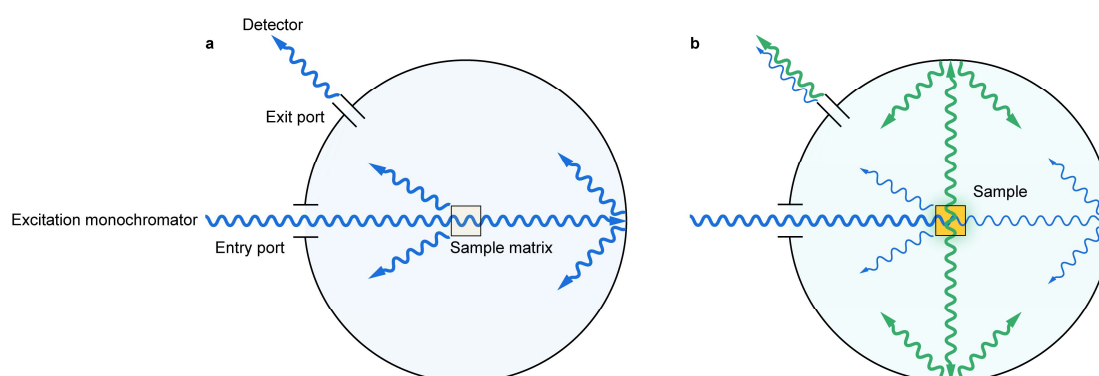 Detector
a
b
Exit port
Sample
Excitation monochromator
Entry port
Sample matrix